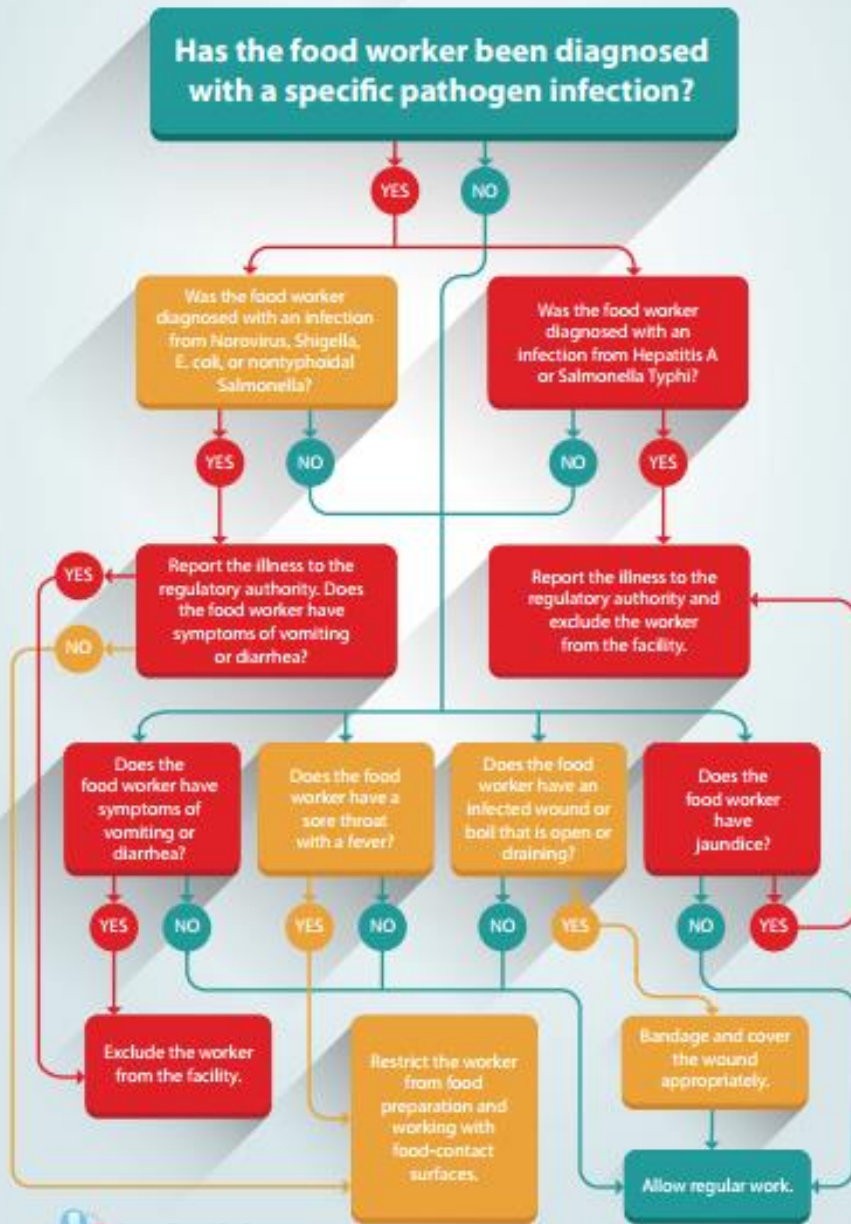 Has the food worker been diagnosed
with a specific pathogen infection?
YES
NO
Was the food worker
diagnosed with an infection
from Norovirus, Shigella,
E. coli, or nontyphoidal
Salmonella?
Was the food worker
diagnosed with an
infection from Hepatitis A
or Salmonella Typhi?
YES
NO
NO
YES
YES
NO
Report the illness to the
regulatory authority. Does
the food worker have
symptoms of vomiting
or diarrhea?
Report the illness to the
regulatory authority and
exclude the worker
from the facility.
Does the
food worker have
symptoms of
vomiting or
diarrhea?
Does the food
worker have a
sore throat
with a fever?
Does the food
worker have an
infected wound or
boil that is open or
draining?
Does the
food worker
have
jaundice?
YES
NO
YES
NO
NO
YES
NO
YES
Exclude the worker
from the facility.
Restrict the worker
from food
preparation and
working with
food-contact
surfaces.
Bandage and cover
the wound
appropriately.
Allow regular work.